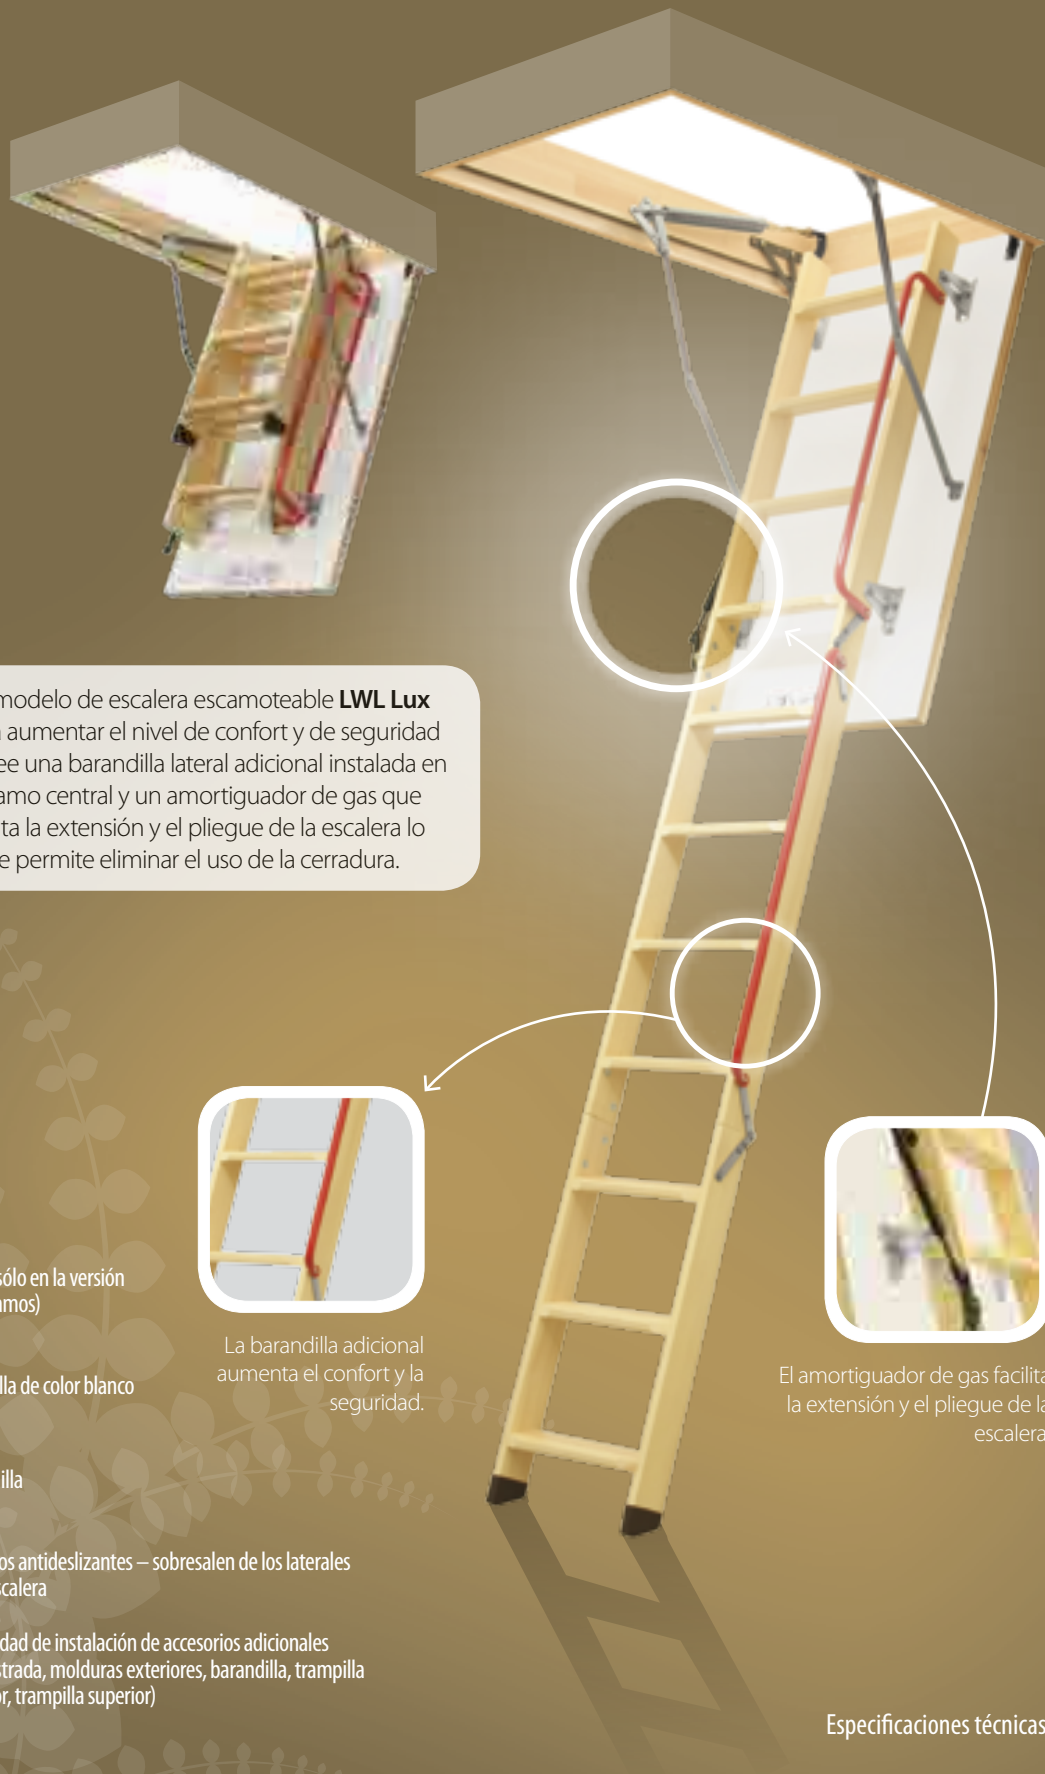 modelo de escalera escamoteable LWL Lux
aumentar el nivel de confort y de seguridad
ee una barandilla lateral adicional instalada en
amo central y un amortiguador de gas que
ta la extensión y el pliegue de la escalera lo
e permite eliminar el uso de la cerradura.
La barandilla adicional
aumenta el confort y la
seguridad.
El amortiguador de gas facilita
la extensión y el pliegue de la
escalera
sólo en la versión
amos)
lla de color blanco
illa
os antideslizantes – sobresalen de los laterales
scalera
dad de instalación de accesorios adicionales
strada, molduras exteriores, barandilla, trampilla
or, trampilla superior)
Especificaciones técnicas